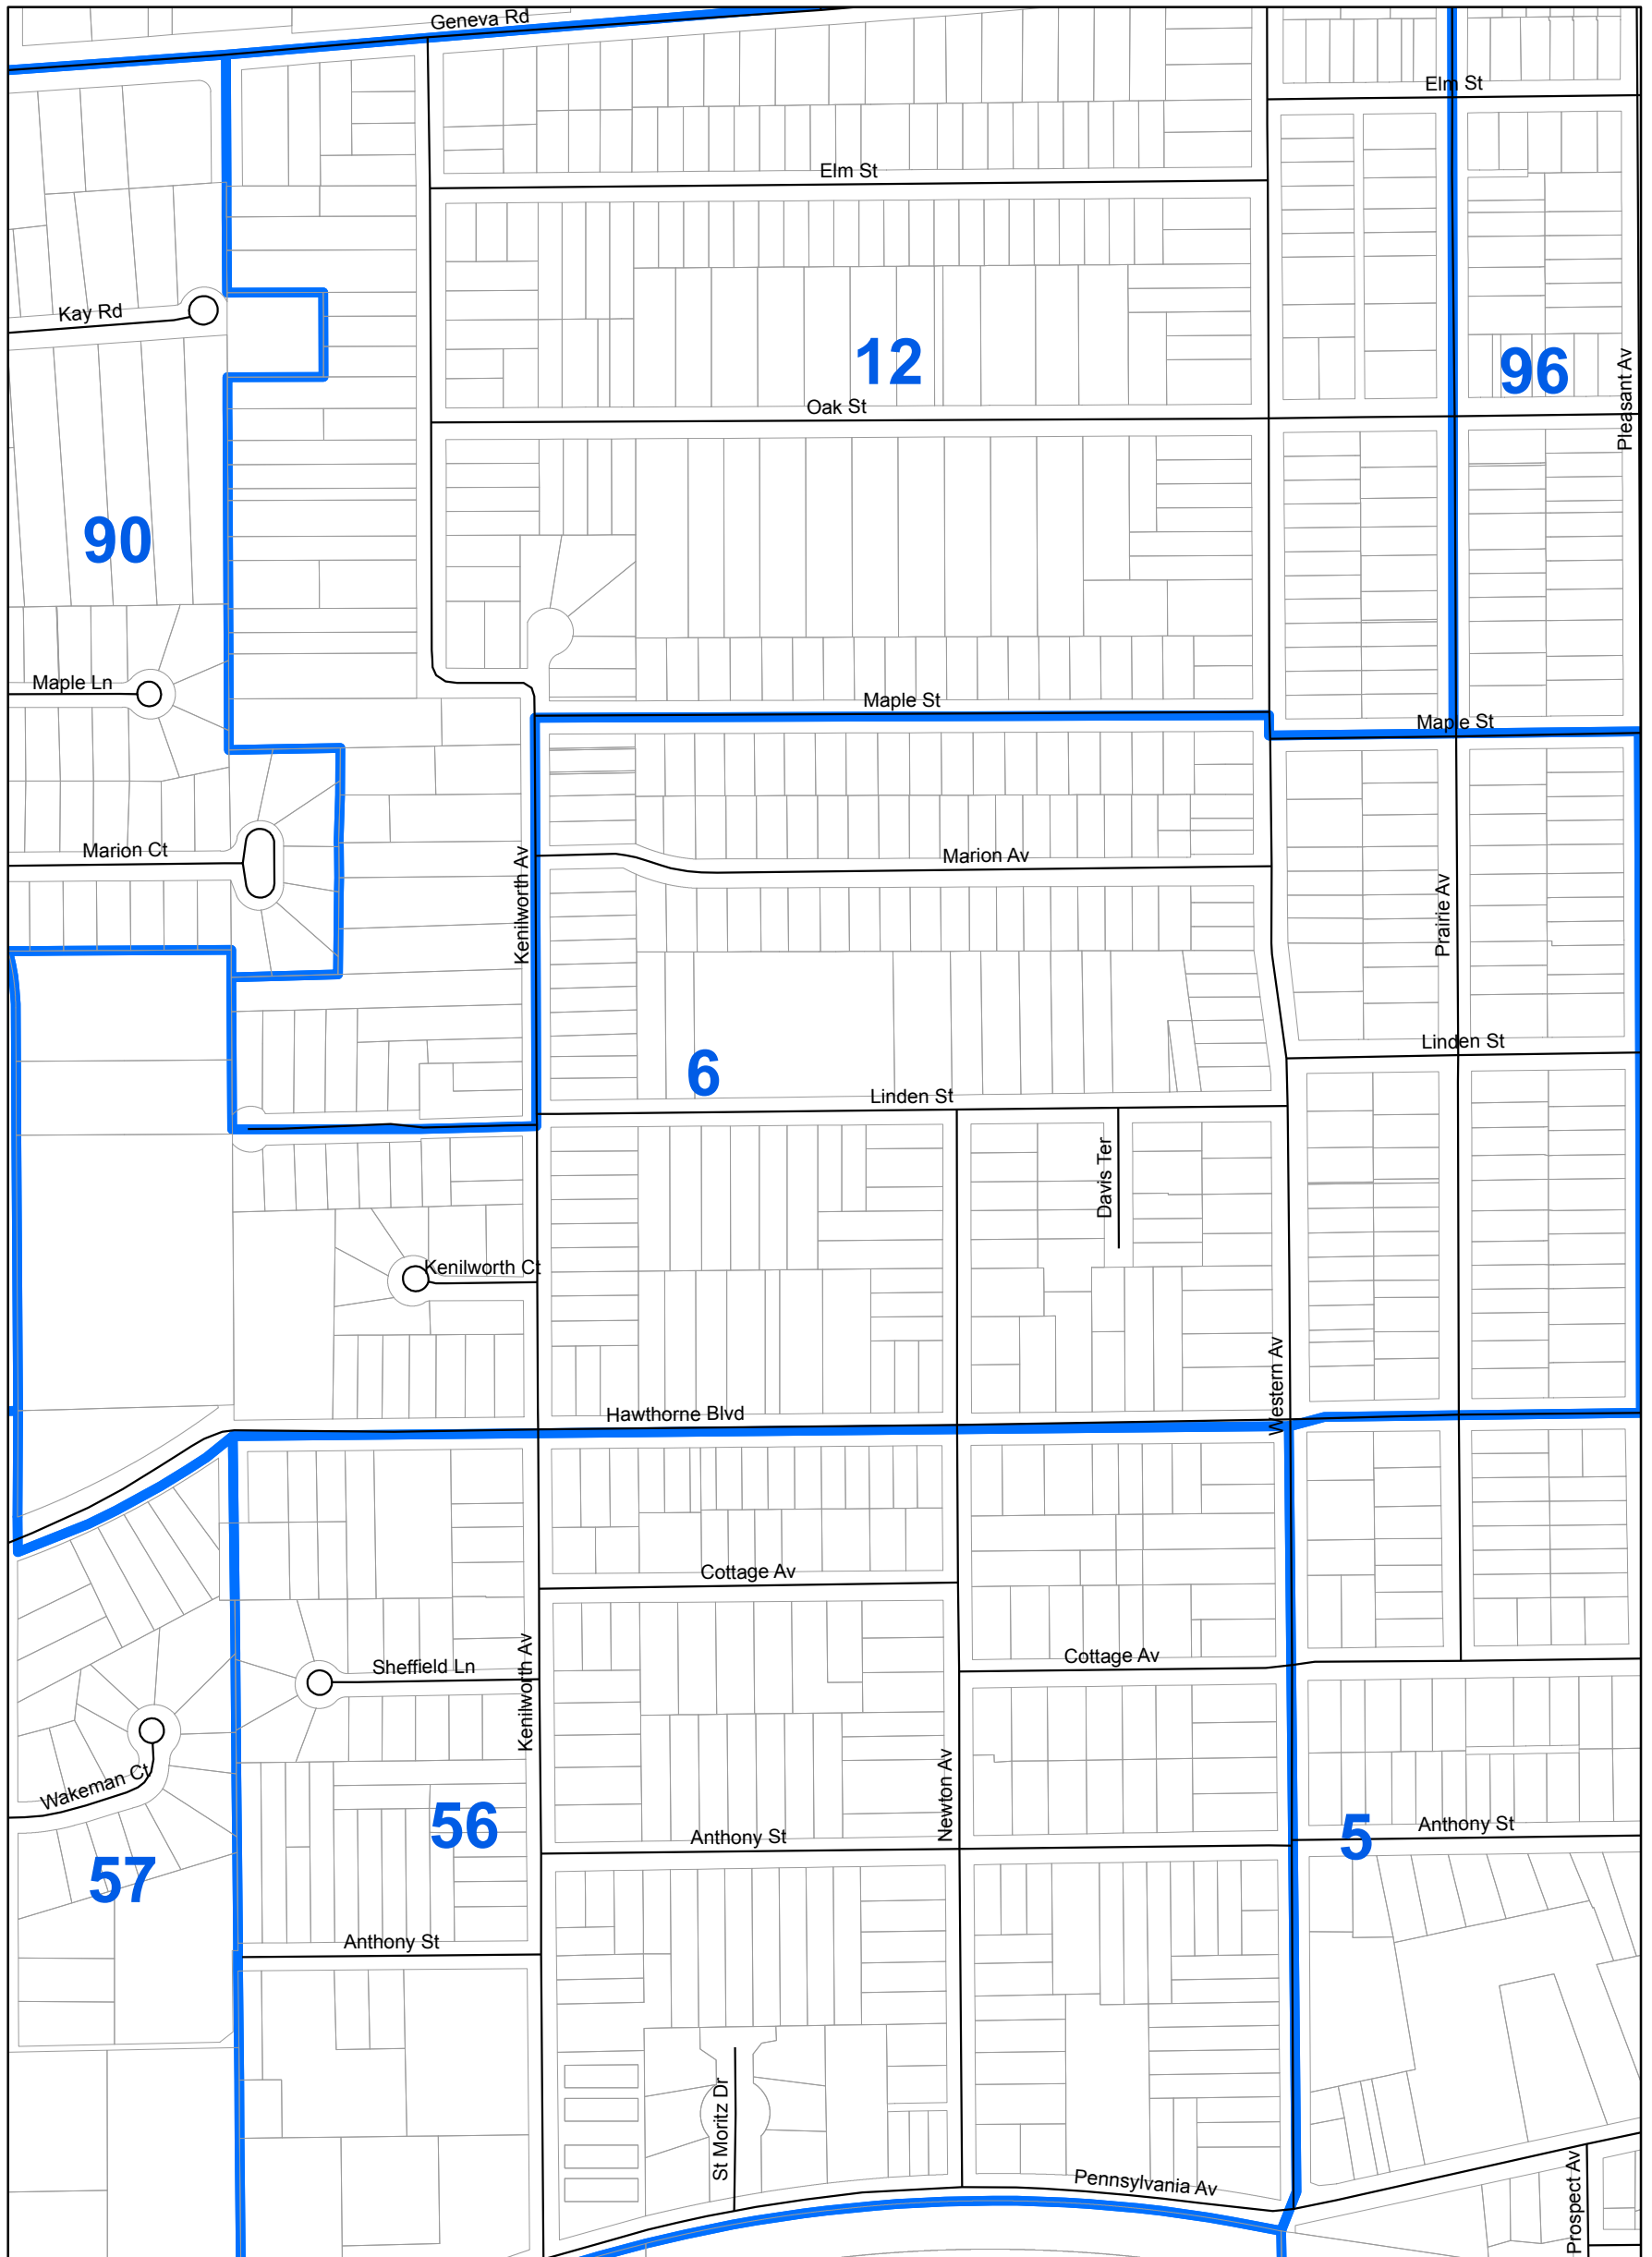 Geneva Rd
Elm St
Elm St
Kay Rd
12
96
Pleasant Av
Oak St
90
Maple Ln
Maple St
Maple St
Marion Ct
Kenilworth Av
Marion Av
Prairie Av
Linden St
6
Linden St
Davis Ter
Kenilworth Ct
Western Av
Hawthorne Blvd
Cottage Av
Cottage Av
Sheffield Ln
Kenilworth Av
Wakeman Ct
Newton Av
56
5
Anthony St
Anthony St
57
Anthony St
St Moritz Dr
Pennsylvania Av
Prospect Av